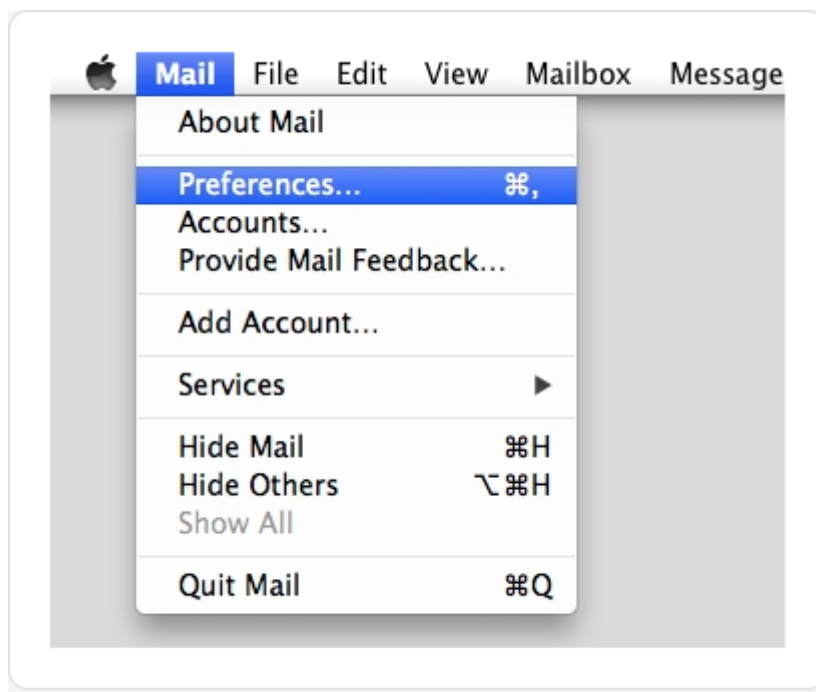 Mail File Edit View Mailbox Message
About Mail
Preferences... ⌘,
Accounts...
Provide Mail Feedback...
Add Account...
Services ▶
Hide Mail ⌘H
Hide Others ⌥⌘H
Show All
Quit Mail ⌘Q